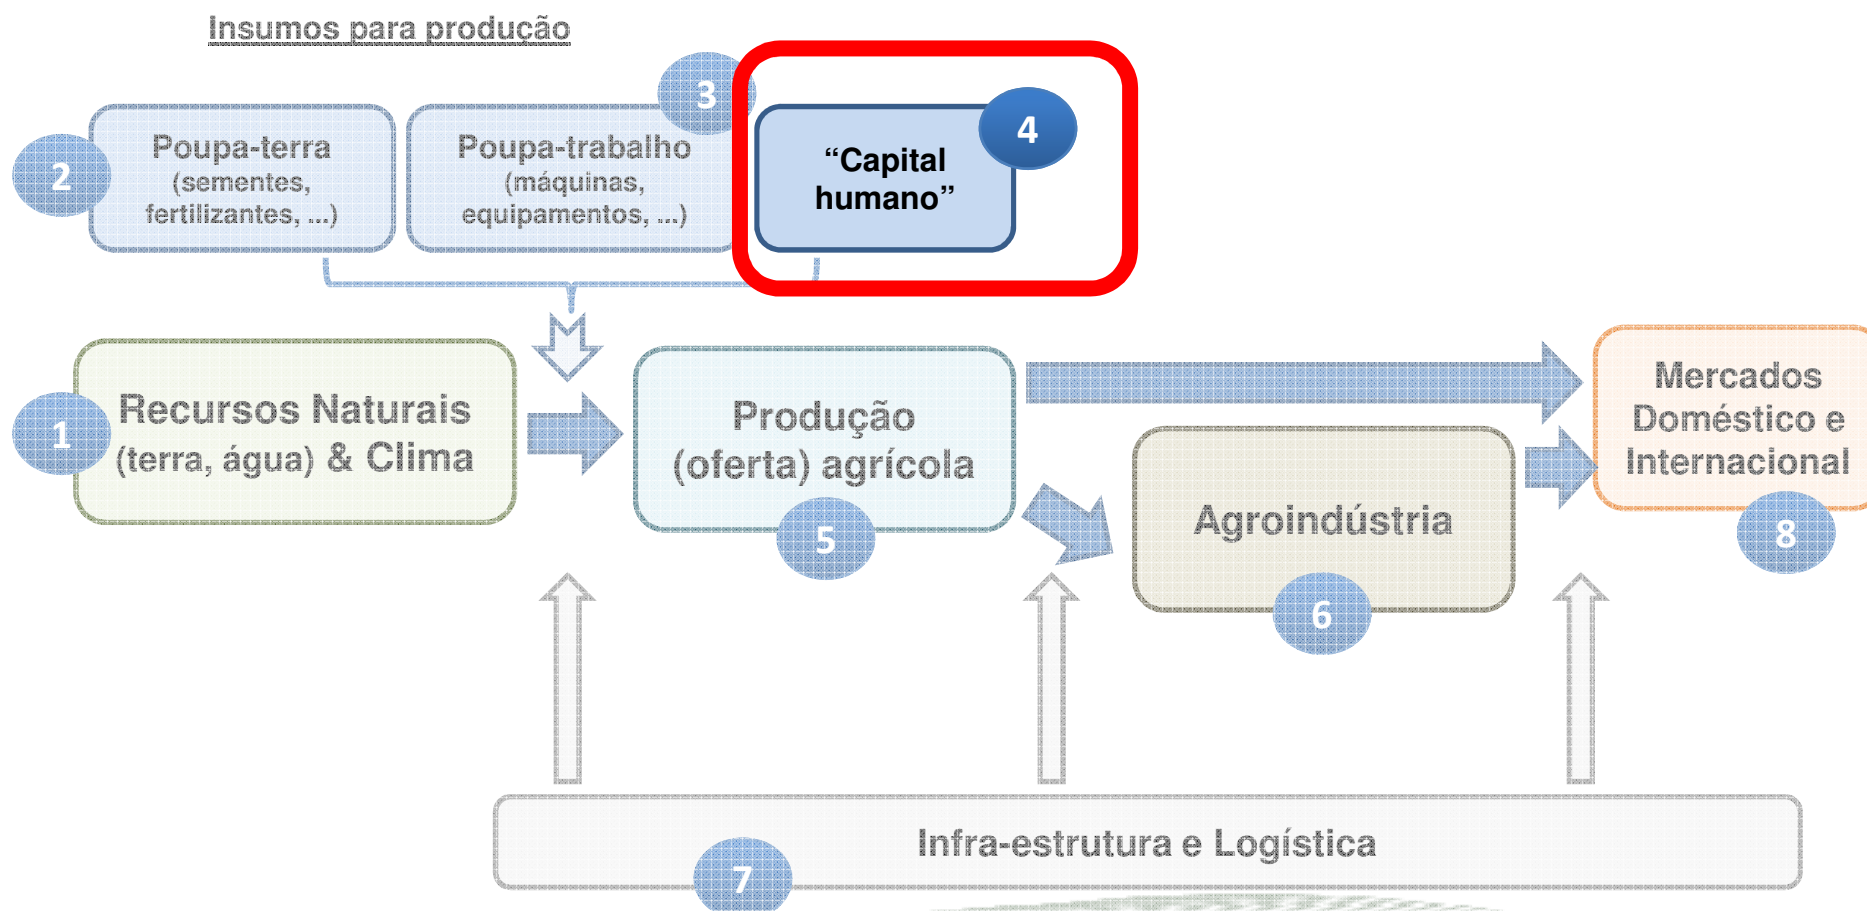 Insumos para produção
2
Poupa-terra
(sementes,
fertilizantes, ...)
3
Poupa-trabalho
(máquinas,
equipamentos, ...)
4
“Capital
humano”
1
Recursos Naturais
(terra, água) & Clima
Produção
(oferta) agrícola
5
Agroindústria
6
Mercados
Doméstico e
Internacional
8
Infra-estrutura e Logística
7